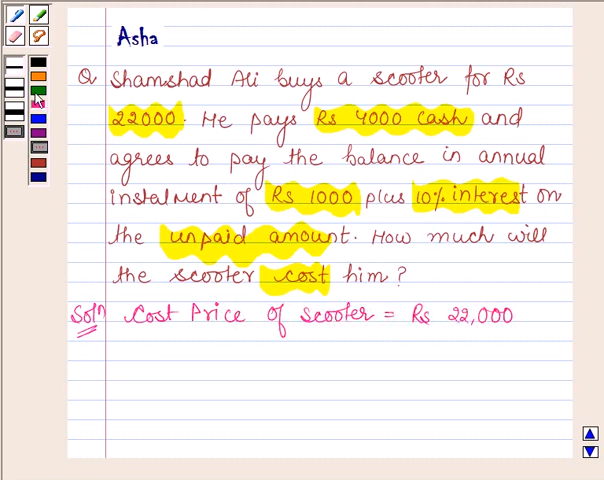 Asha
Q Shamshad Ali buys a scooter for Rs
22000. He pays Rs 4000 cash and
agrees to pay the balance in annual
instalment of Rs 1000 plus 10% interest on
the unpaid amount. How much will
the scooter cost him?
Solⁿ Cost Price of scooter = Rs 22,000